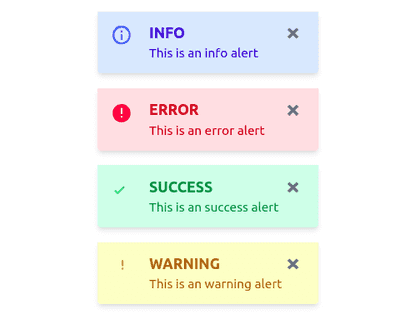 INFO
This is an info alert
ERROR
This is an error alert
SUCCESS
This is an success alert
WARNING
This is an warning alert